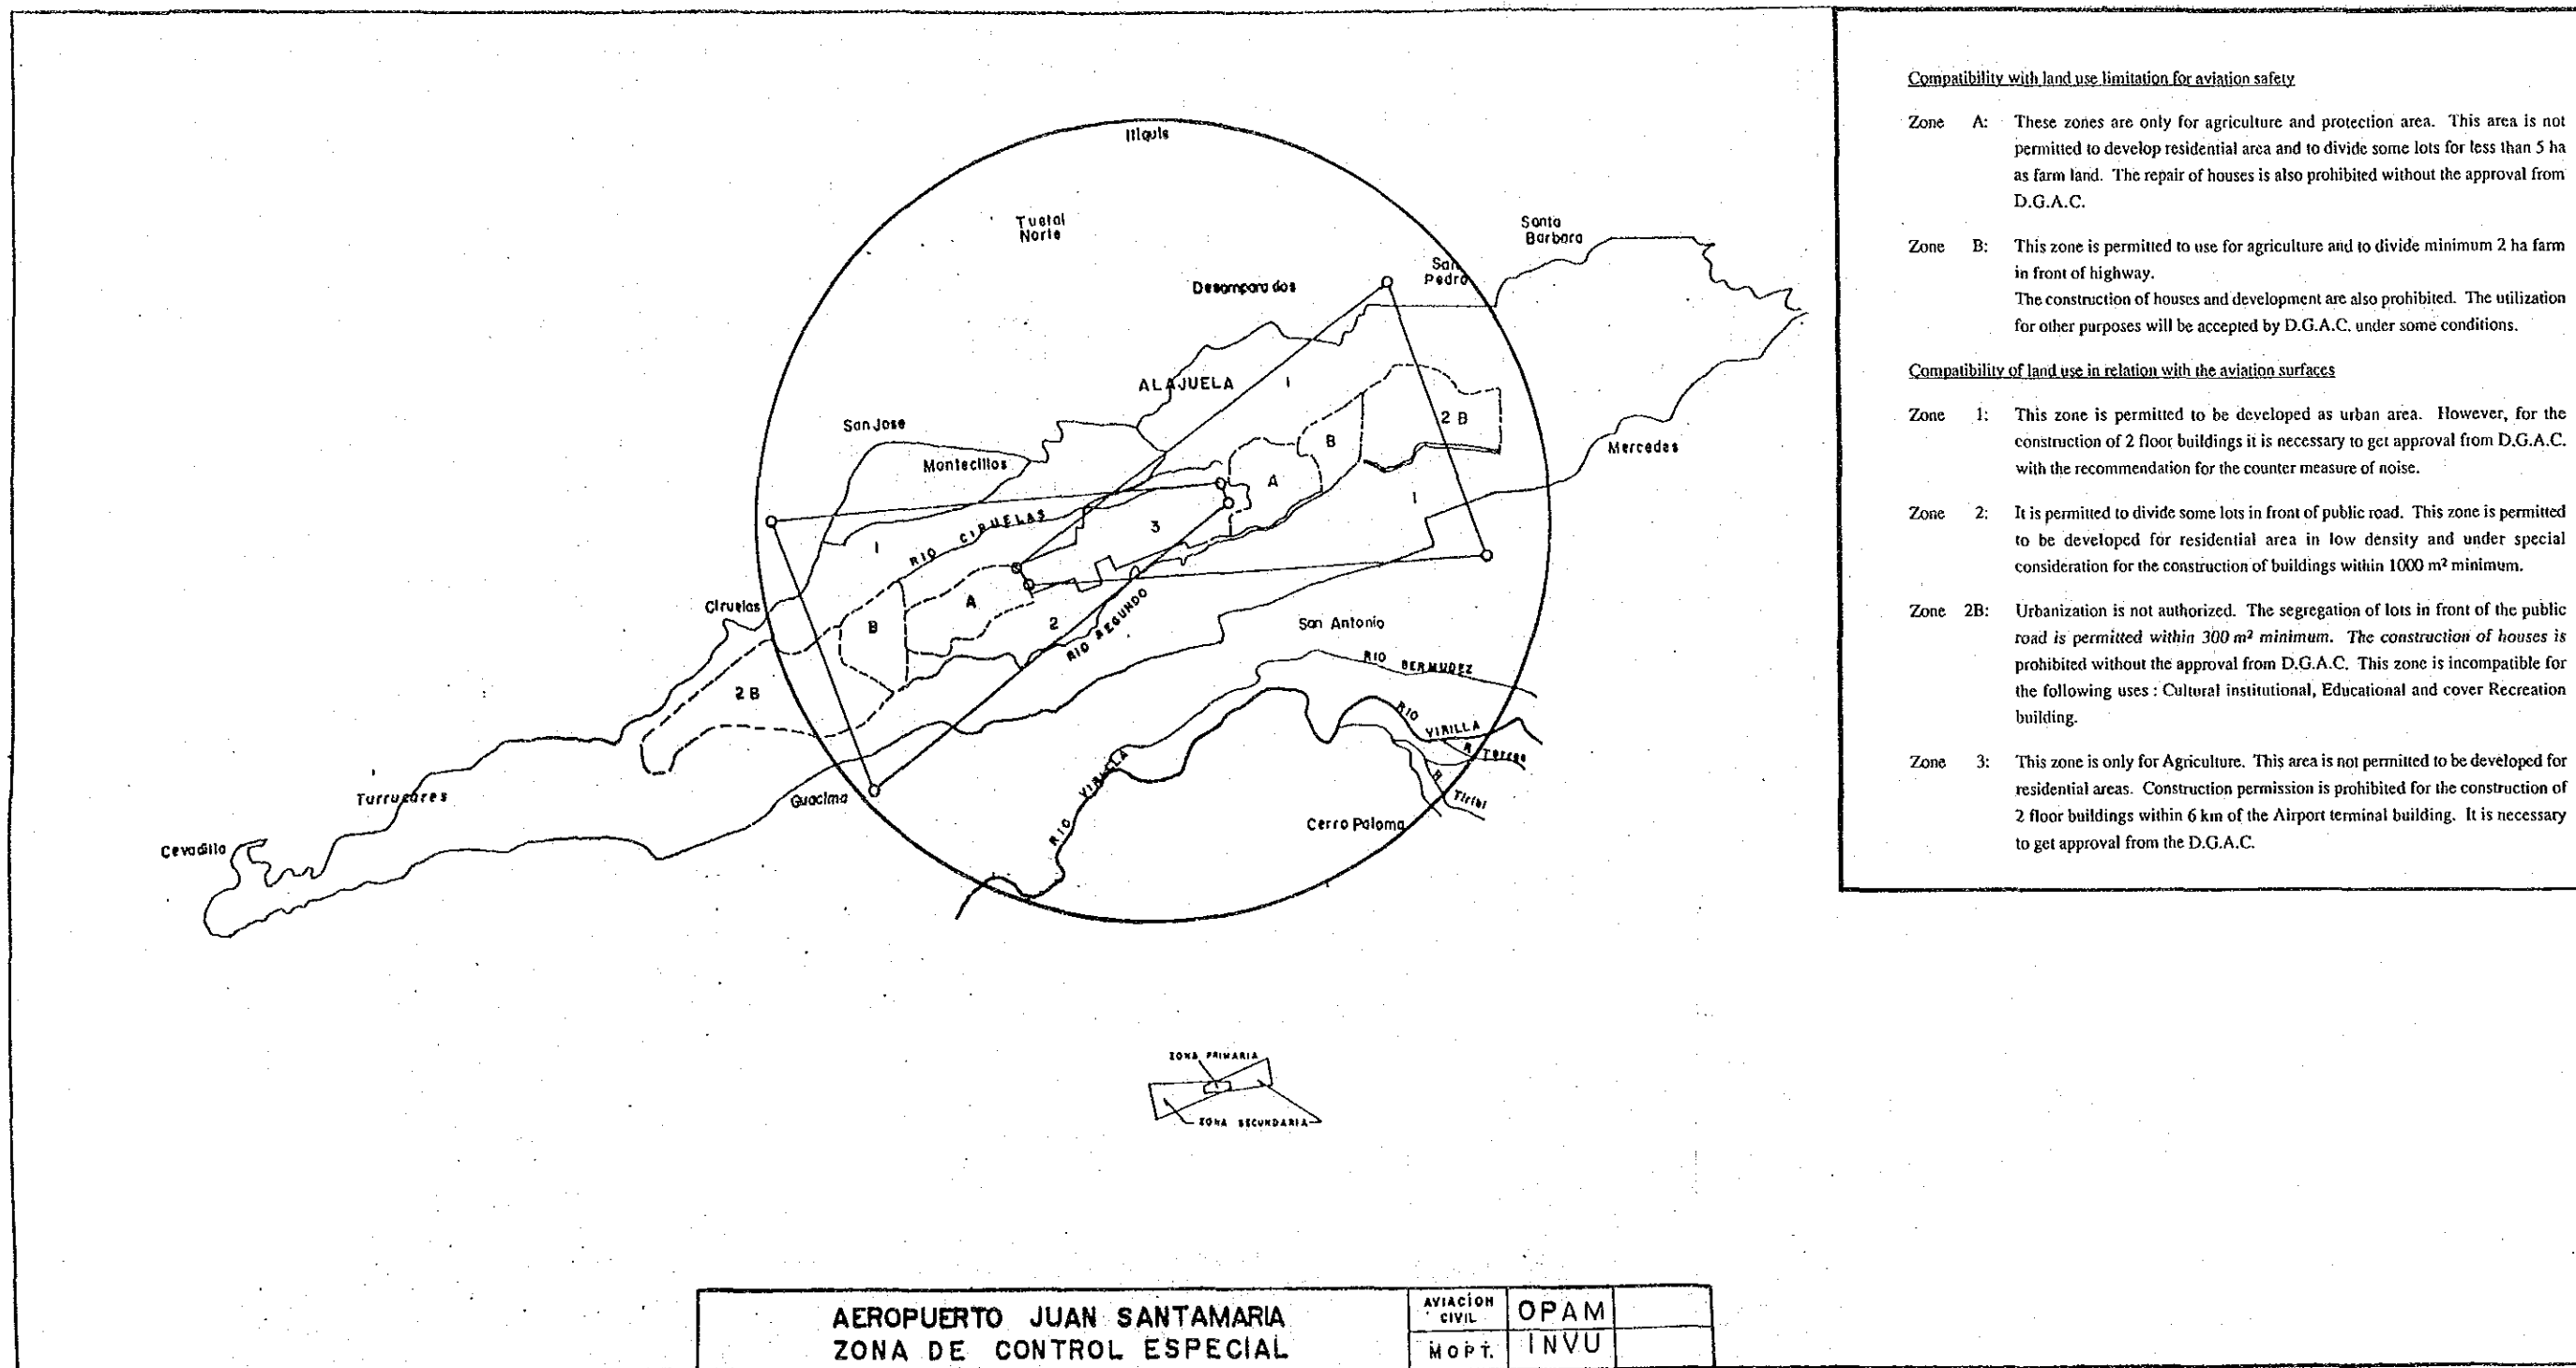 Compatibility with land use limitation for aviation safety
Zone A: These zones are only for agriculture and protection area. This area is not
permitted to develop residential area and to divide some lots for less than 5 ha
as farm land. The repair of houses is also prohibited without the approval from
D.G.A.C.
Zone B: This zone is permitted to use for agriculture and to divide minimum 2 ha farm
in front of highway.
The construction of houses and development are also prohibited. The utilization
for other purposes will be accepted by D.G.A.C. under some conditions.
Compatibility of land use in relation with the aviation surfaces
Zone 1: This zone is permitted to be developed as urban area. However, for the
construction of 2 floor buildings it is necessary to get approval from D.G.A.C.
with the recommendation for the counter measure of noise.
Zone 2: It is permitted to divide some lots in front of public road. This zone is permitted
to be developed for residential area in low density and under special
consideration for the construction of buildings within 1000 m² minimum.
Zone 2B: Urbanization is not authorized. The segregation of lots in front of the public
road is permitted within 300 m² minimum. The construction of houses is
prohibited without the approval from D.G.A.C. This zone is incompatible for
the following uses : Cultural institutional, Educational and cover Recreation
building.
Zone 3: This zone is only for Agriculture. This area is not permitted to be developed for
residential areas. Construction permission is prohibited for the construction of
2 floor buildings within 6 km of the Airport terminal building. It is necessary
to get approval from the D.G.A.C.
Tuetal
Norte
Santa
Barbara
San
Pedro
Desamparados
ALAJUELA
1
San Jose
2 B
B
Mercedes
Montecillos
A
1
3
RIO CIRUELAS
1
Ciruelas
A
B
2
RIO SEGUNDO
San Antonio
RIO BERMUDEZ
2 B
RIO VIRILLA
R. Torres
R. Tiribi
RIO VIRILLA
Turrucares
Guacima
Cerro Paloma
Cevadilla
ZONA PRIMARIA
ZONA SECUNDARIA
AEROPUERTO JUAN SANTAMARIA
ZONA DE CONTROL ESPECIAL
AVIACION
CIVIL
OPAM
MOPT.
INVU